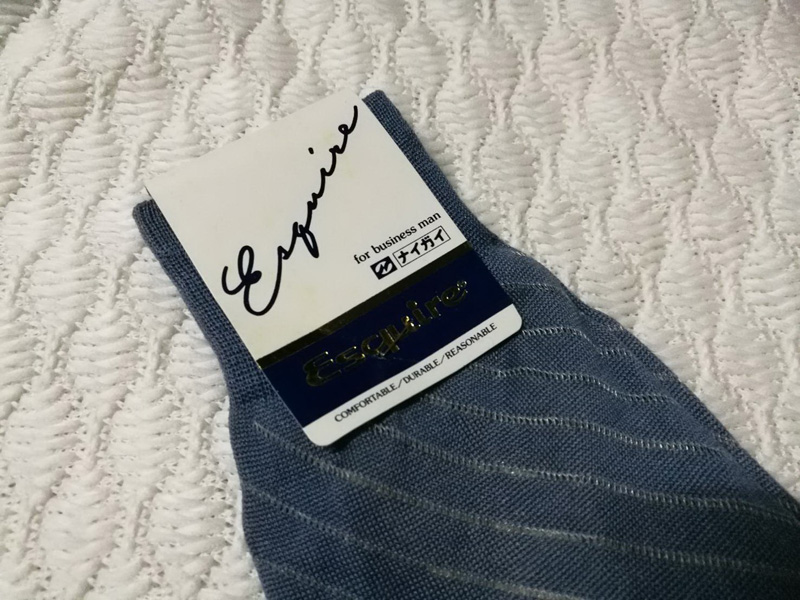 Esquire
for business man
ナイガイ
Esquire
COMFORTABLE/DURABLE/REASONABLE